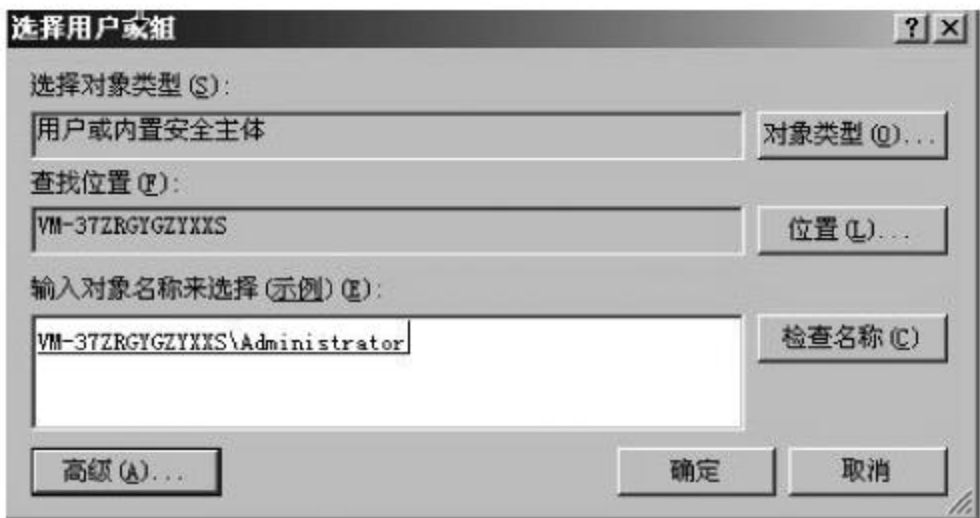 选择用户或组
选择对象类型(S):
用户或内置安全主体
对象类型(O)...
查找位置(F):
VM-37ZRGYGZYXXS
位置(L)...
输入对象名称来选择(示例)(E):
VM-37ZRGYGZYXXS\Administrator
检查名称(C)
高级(A)...
确定
取消